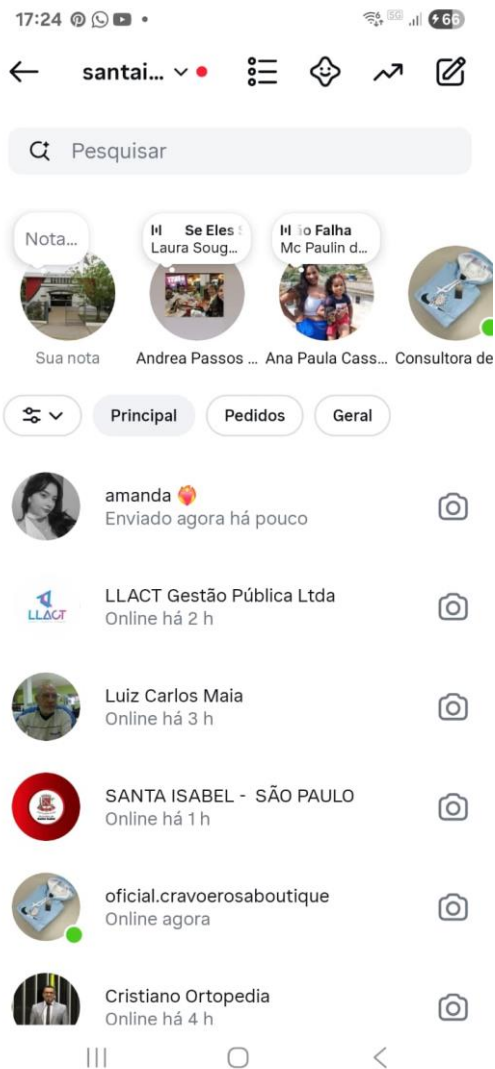 17:24
5G
66
santai...
Pesquisar
Nota...
Se Eles
Laura Soug...
io Falha
Mc Paulin d...
Sua nota
Andrea Passos ...
Ana Paula Cass...
Consultora de
Principal
Pedidos
Geral
amanda ❤️‍🔥
Enviado agora há pouco
LLACT
LLACT Gestão Pública Ltda
Online há 2 h
Luiz Carlos Maia
Online há 3 h
SANTA ISABEL - SÃO PAULO
Online há 1 h
oficial.cravoerosaboutique
Online agora
Cristiano Ortopedia
Online há 4 h